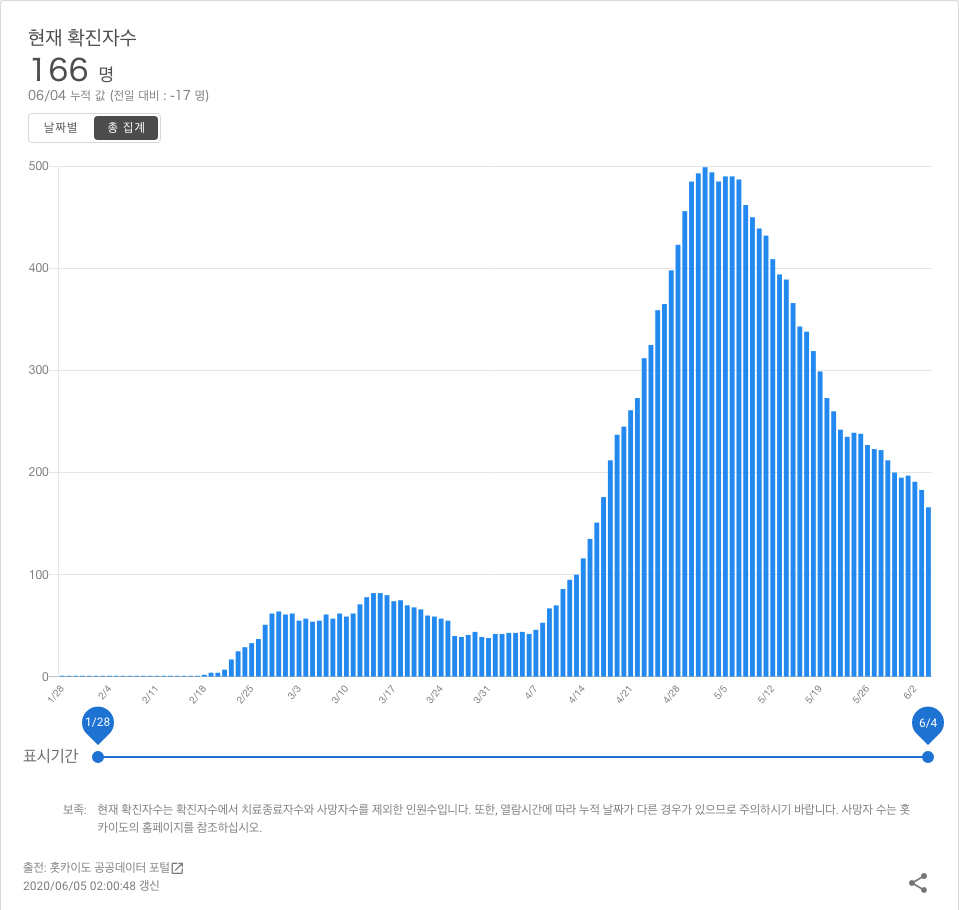 현재 확진자수
166 명
06/04 누적 값 (전일 대비 : -17 명)
날짜별 총 집계
500
400
300
200
100
0
1/28 2/4 2/11 2/18 2/25 3/3 3/10 3/17 3/24 3/31 4/7 4/14 4/21 4/28 5/5 5/12 5/19 5/26 6/2
1/28 6/4
표시기간
보족: 현재 확진자수는 확진자수에서 치료종료자수와 사망자수를 제외한 인원수입니다. 또한, 열람시간에 따라 누적 날짜가 다른 경우가 있으므로 주의하시기 바랍니다. 사망자 수는 홋
카이도의 홈페이지를 참조하십시오.
출전: 홋카이도 공공데이터 포털
2020/06/05 02:00:48 갱신